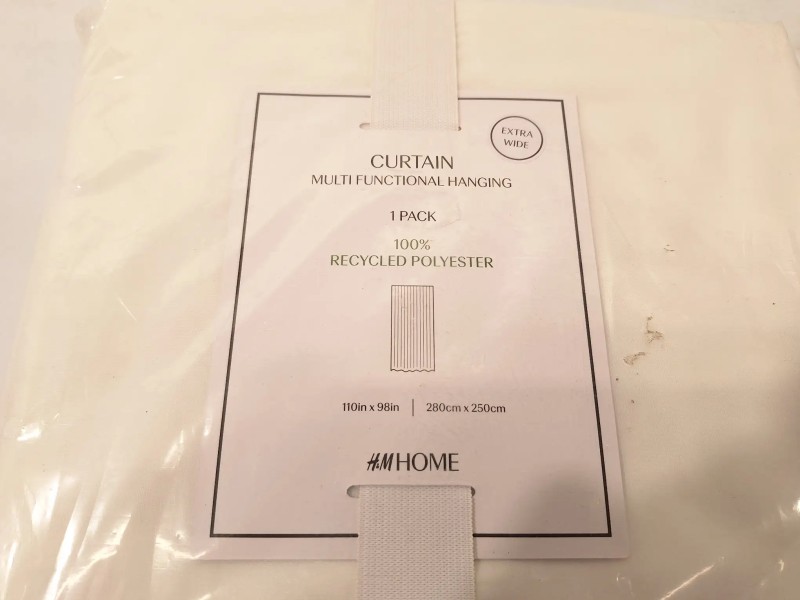 EXTRA
WIDE
CURTAIN
MULTI FUNCTIONAL HANGING
1 PACK
100%
RECYCLED POLYESTER
110in x 98in | 280cm x 250cm
H&M HOME